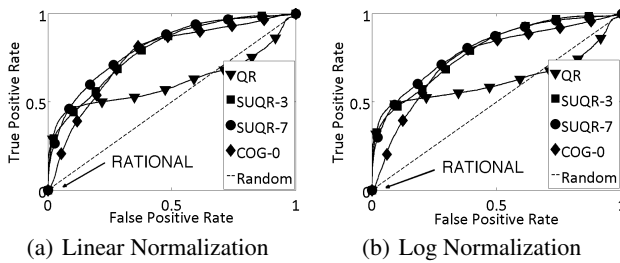 True Positive Rate
1
0.5
0
QR
SUQR-3
SUQR-7
COG-0
Random
RATIONAL
0 0.5 1
False Positive Rate
(a) Linear Normalization
True Positive Rate
1
0.5
0
QR
SUQR-3
SUQR-7
COG-0
Random
RATIONAL
0 0.5 1
False Positive Rate
(b) Log Normalization